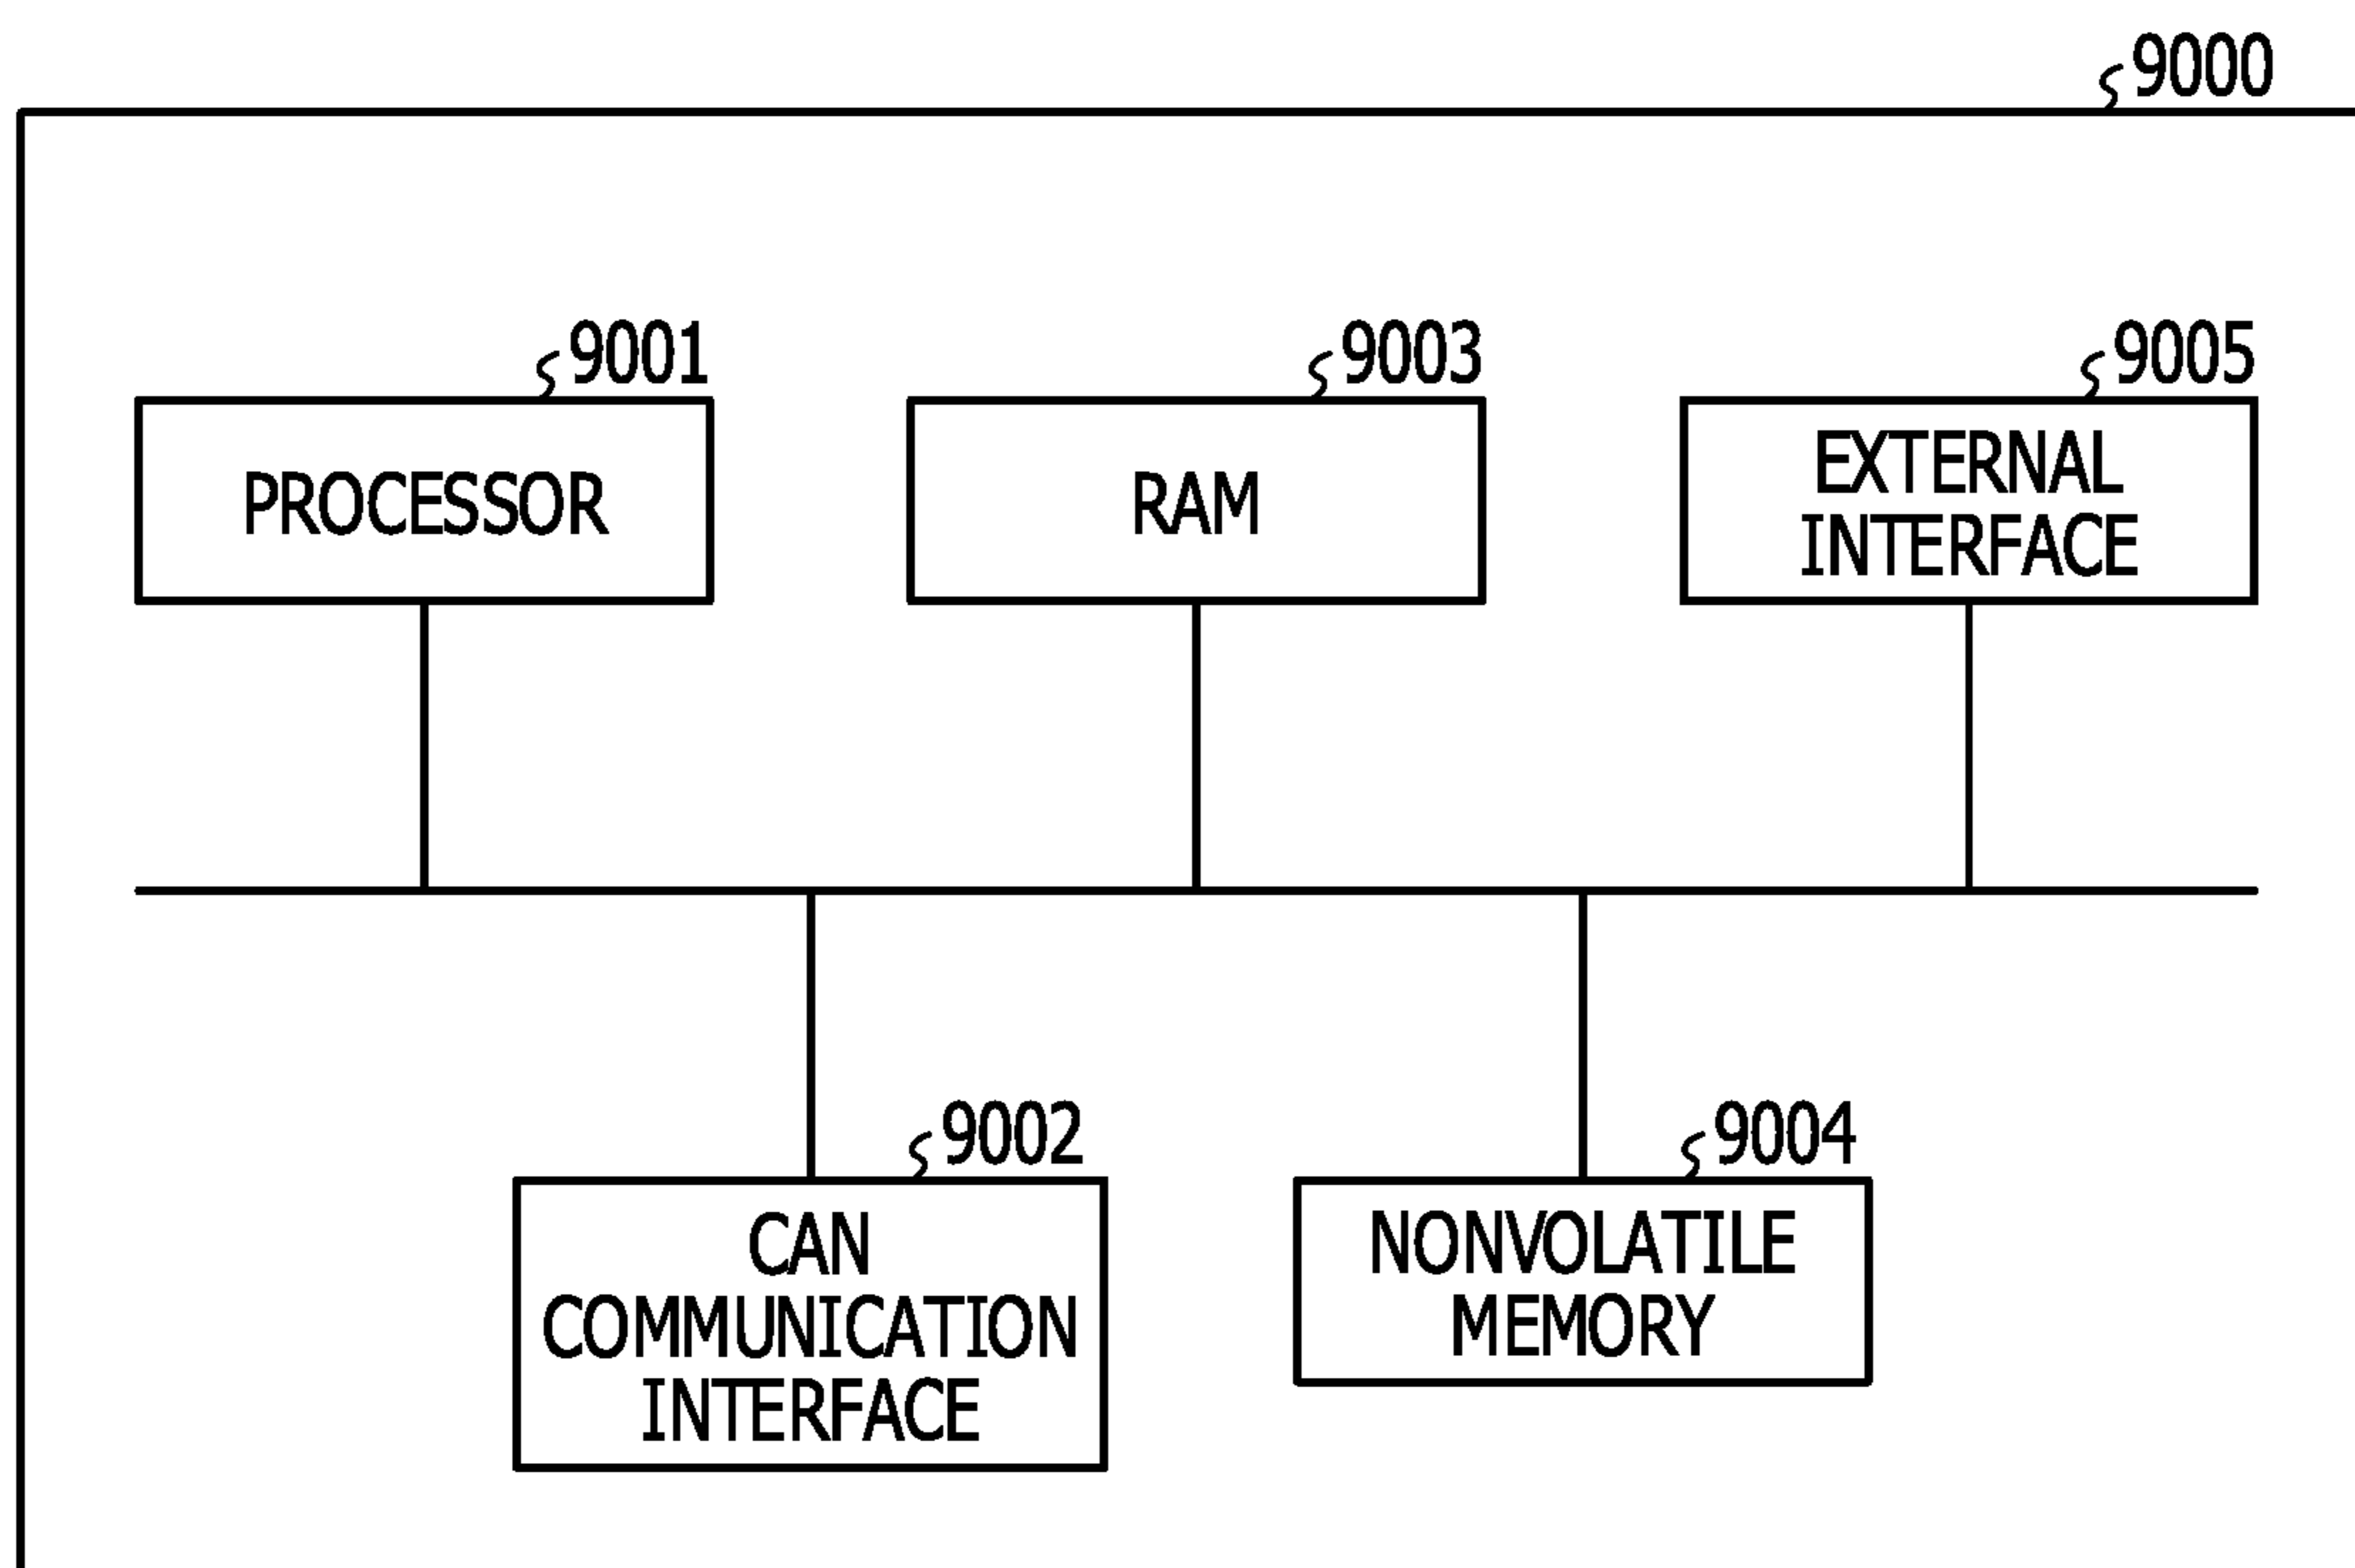 9000
9001 9003 9005
PROCESSOR
RAM
EXTERNAL
INTERFACE
9002 9004
CAN
COMMUNICATION
INTERFACE
NONVOLATILE
MEMORY